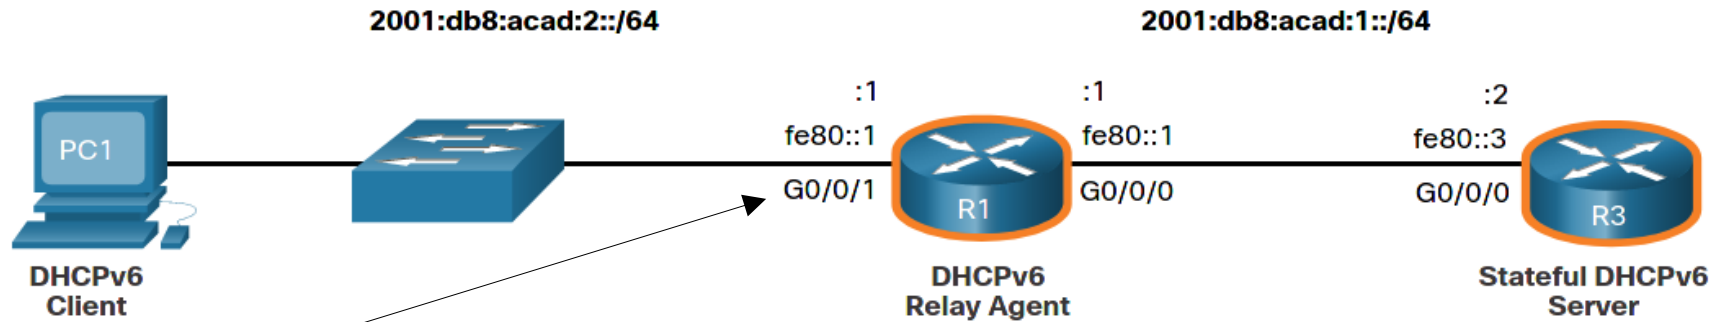 2001:db8:acad:2::/64
2001:db8:acad:1::/64
:1
:1
:2
fe80::1
fe80::1
fe80::3
PC1
G0/0/1
G0/0/0
G0/0/0
R1
R3
DHCPv6
Client
DHCPv6
Relay Agent
Stateful DHCPv6
Server